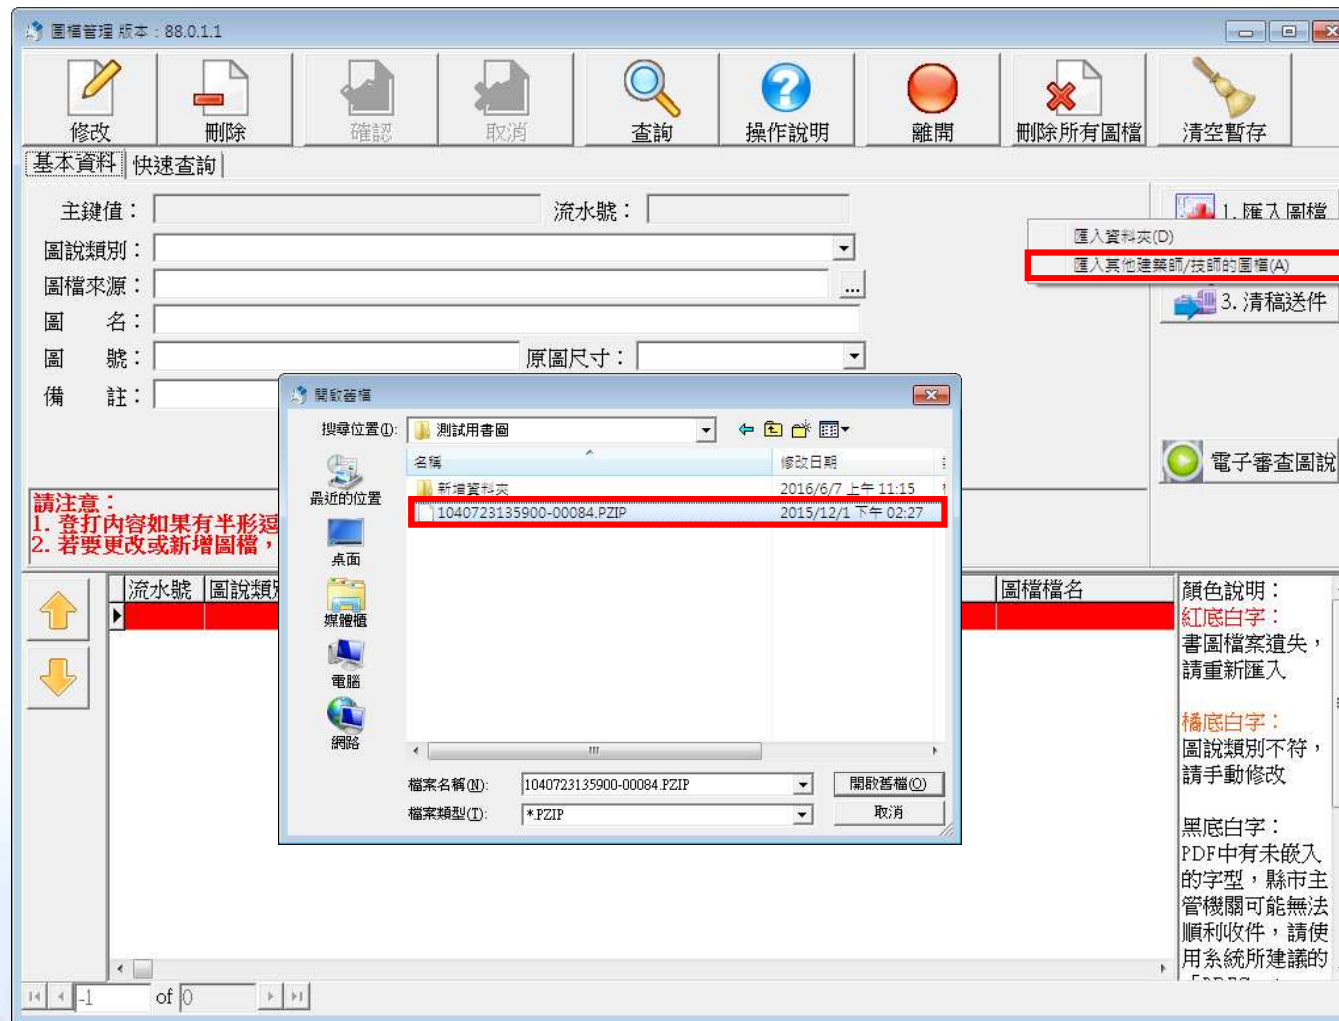 圖檔管理 版本：88.0.1.1
修改 刪除 確認 取消 查詢 操作說明 離開 刪除所有圖檔 清空暫存
基本資料 快速查詢
主鍵值： 流水號：
1. 匯入圖檔
匯入資料夾(D)
圖說類別：
匯入其他建築師/技師的圖檔(A)
圖檔來源： ...
3. 清稿送件
圖 名：
圖 號： 原圖尺寸：
備 註：
電子審查圖說
請注意：
1. 登打內容如果有半形逗
2. 若要更改或新增圖檔，
開啟舊檔
搜尋位置(I): 測試用書圖
名稱 修改日期
新增資料夾 2016/6/7 上午 11:15
1040723135900-00084.PZIP 2015/12/1 下午 02:27
最近的位置
桌面
媒體櫃
電腦
網路
檔案名稱(N): 1040723135900-00084.PZIP 開啟舊檔(O)
檔案類型(T): *.PZIP 取消
流水號 圖說類別 圖檔檔名
顏色說明：
紅底白字：
書圖檔案遺失，
請重新匯入
橘底白字：
圖說類別不符，
請手動修改
黑底白字：
PDF中有未嵌入
的字型，縣市主
管機關可能無法
順利收件，請使
用系統所建議的
-1 of 0